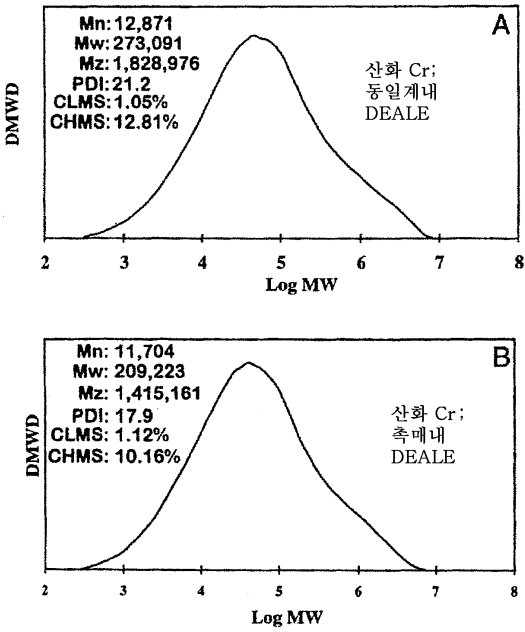 A
Mn: 12,871
Mw: 273,091
Mz: 1,828,976
PDI: 21.2
CLMS: 1.05%
CHMS: 12.81%
산화 Cr;
동일계내
DEALE
DMWD
2 3 4 5 6 7 8
Log MW
B
Mn: 11,704
Mw: 209,223
Mz: 1,415,161
PDI: 17.9
CLMS: 1.12%
CHMS: 10.16%
산화 Cr;
촉매내
DEALE
DMWD
2 3 4 5 6 7 8
Log MW